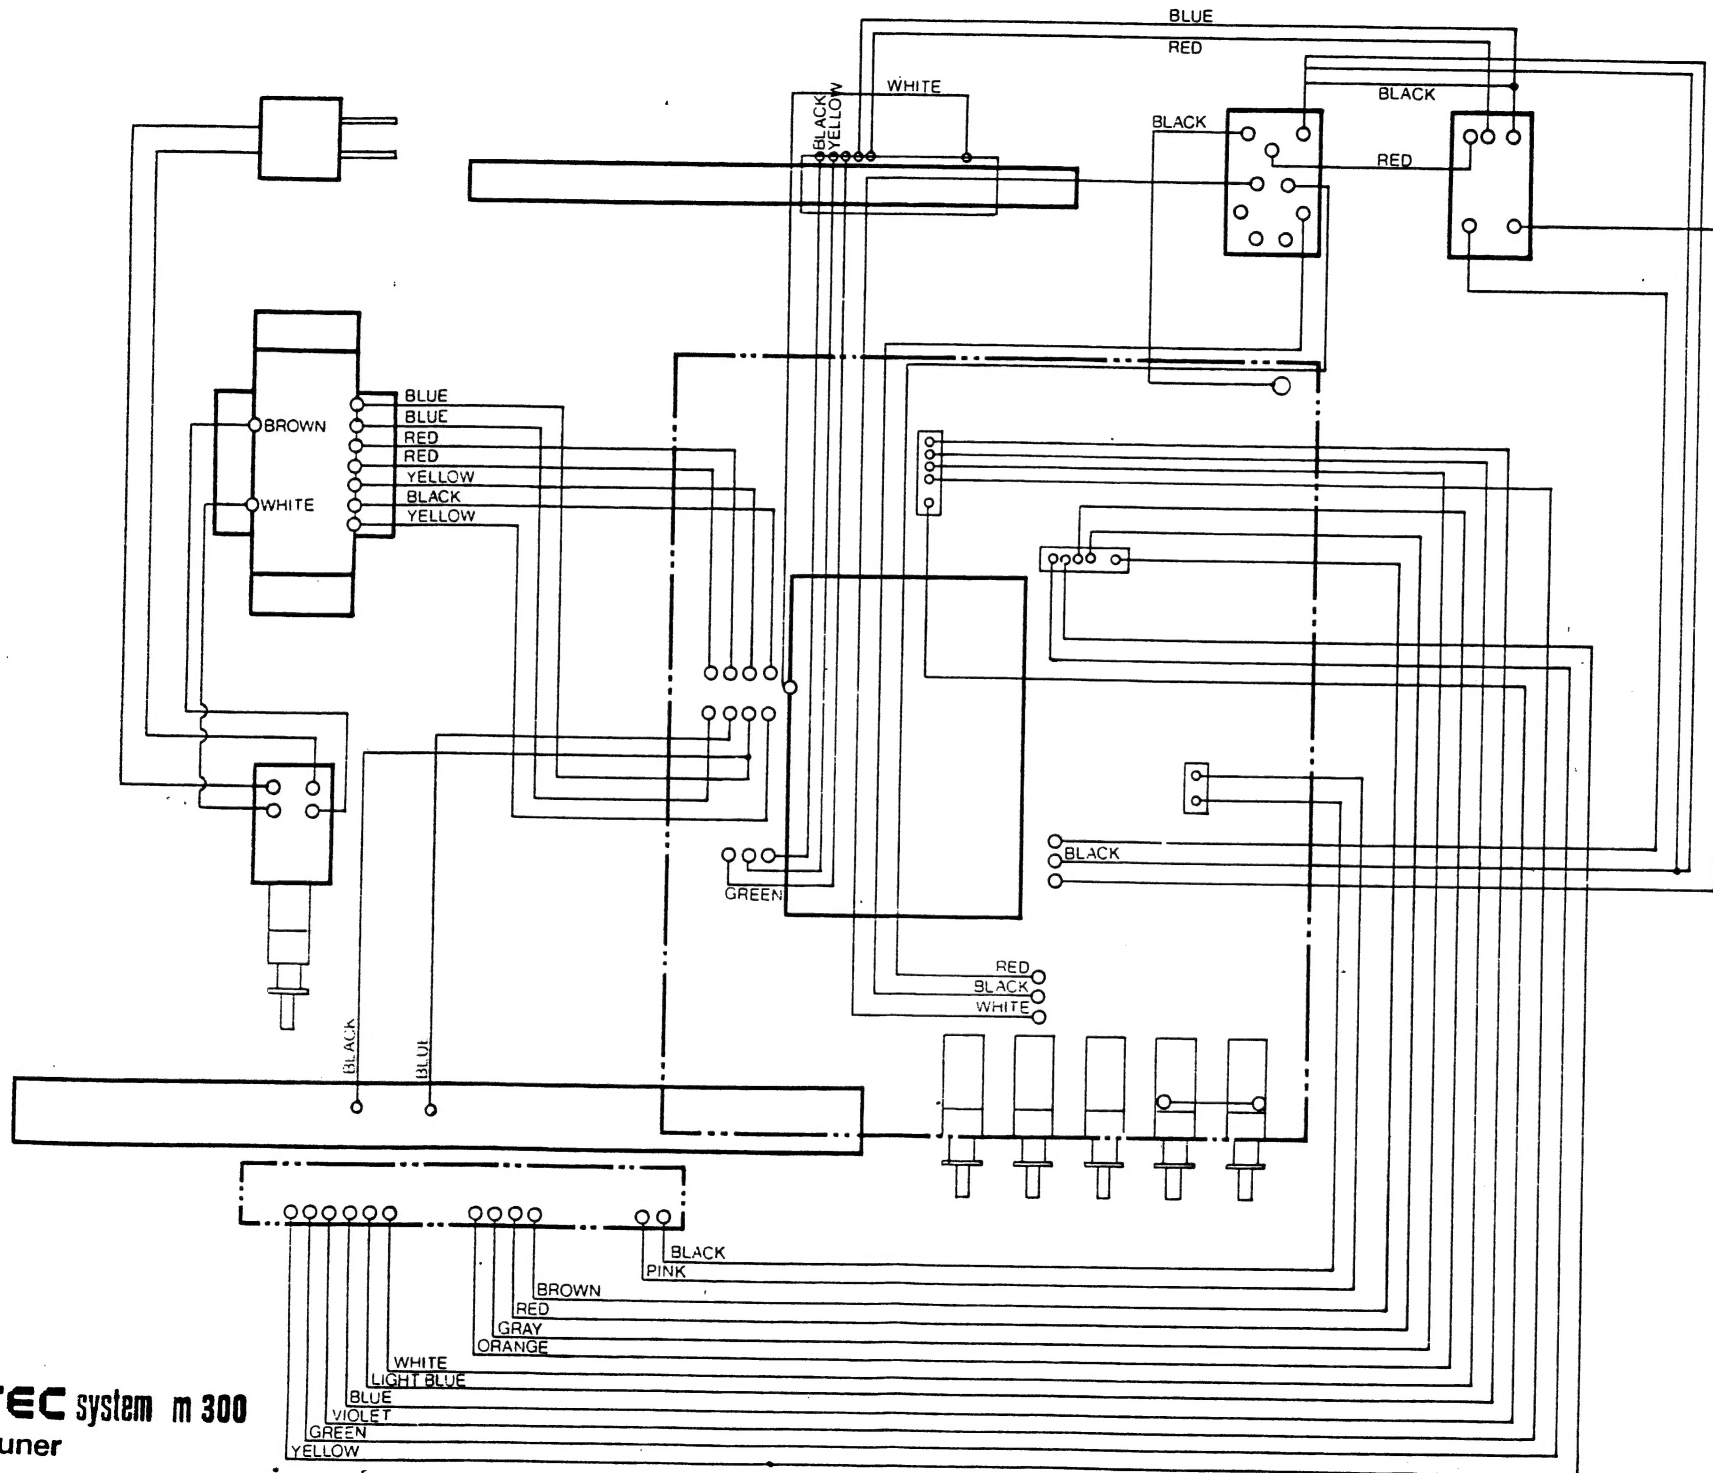 BLUE
RED
WHITE
BLACK
YELLOW
BLACK
BLACK
RED
BLUE
BLUE
BROWN
RED
RED
YELLOW
WHITE
BLACK
YELLOW
BLACK
GREEN
RED
BLACK
WHITE
BLACK
BLUE
BLACK
PINK
BROWN
RED
GRAY
ORANGE
WHITE
LIGHT BLUE
BLUE
VIOLET
GREEN
YELLOW
TEC system m 300
uner